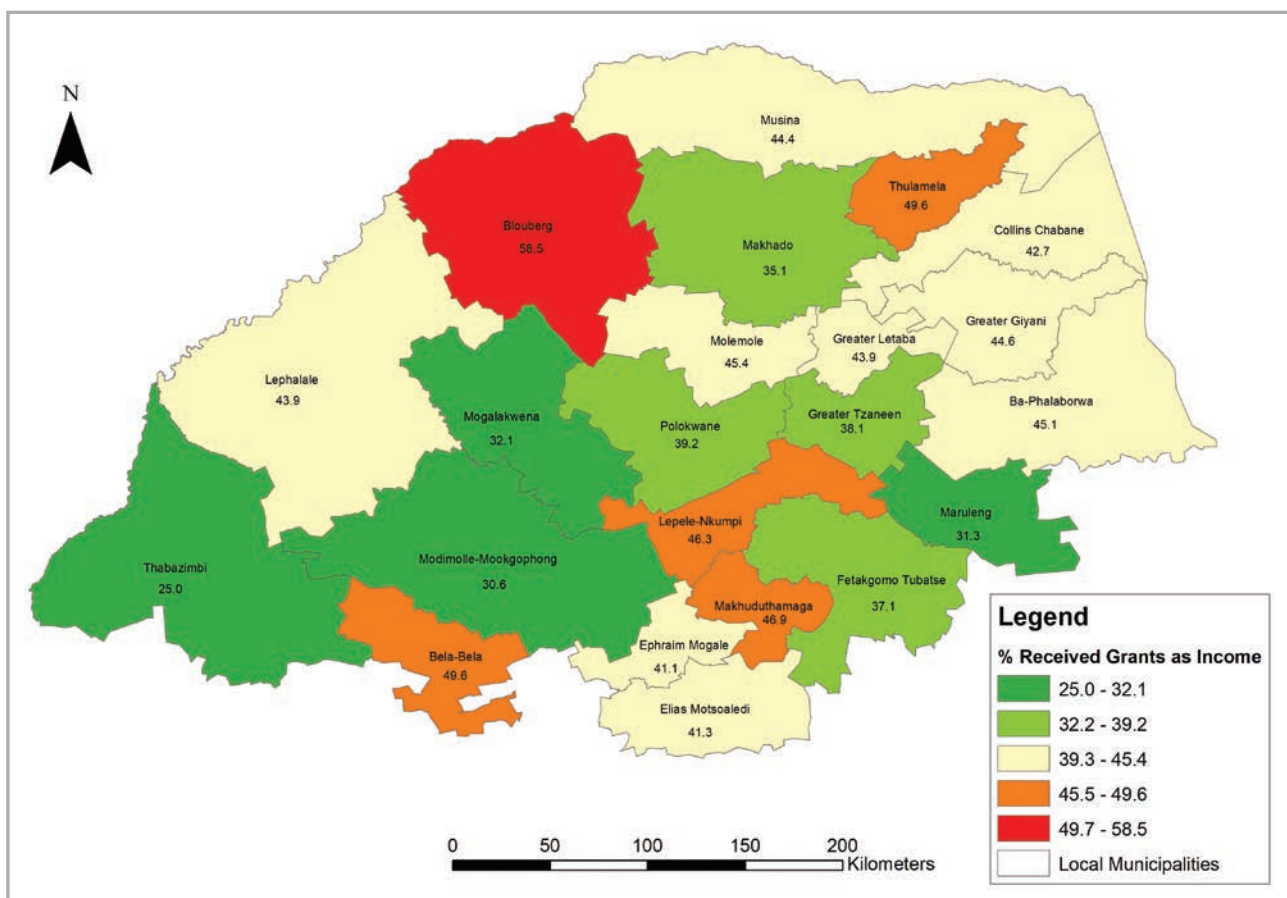 N
Musina
44.4
Thulamela
49.6
Blouberg
58.5
Makhado
35.1
Collins Chabane
42.7
Molemole
45.4
Greater Letaba
43.9
Greater Giyani
44.6
Lephalale
43.9
Mogalakwena
32.1
Polokwane
39.2
Greater Tzaneen
38.1
Ba-Phalaborwa
45.1
Lepele-Nkumpi
46.3
Maruleng
31.3
Thabazimbi
25.0
Modimolle-Mookgophong
30.6
Makhuduthamaga
46.9
Fetakgomo Tubatse
37.1
Bela-Bela
49.6
Ephraim Mogale
41.1
Elias Motsoaledi
41.3
Legend
% Received Grants as Income
25.0 - 32.1
32.2 - 39.2
39.3 - 45.4
45.5 - 49.6
49.7 - 58.5
Local Municipalities
0 50 100 150 200
Kilometers